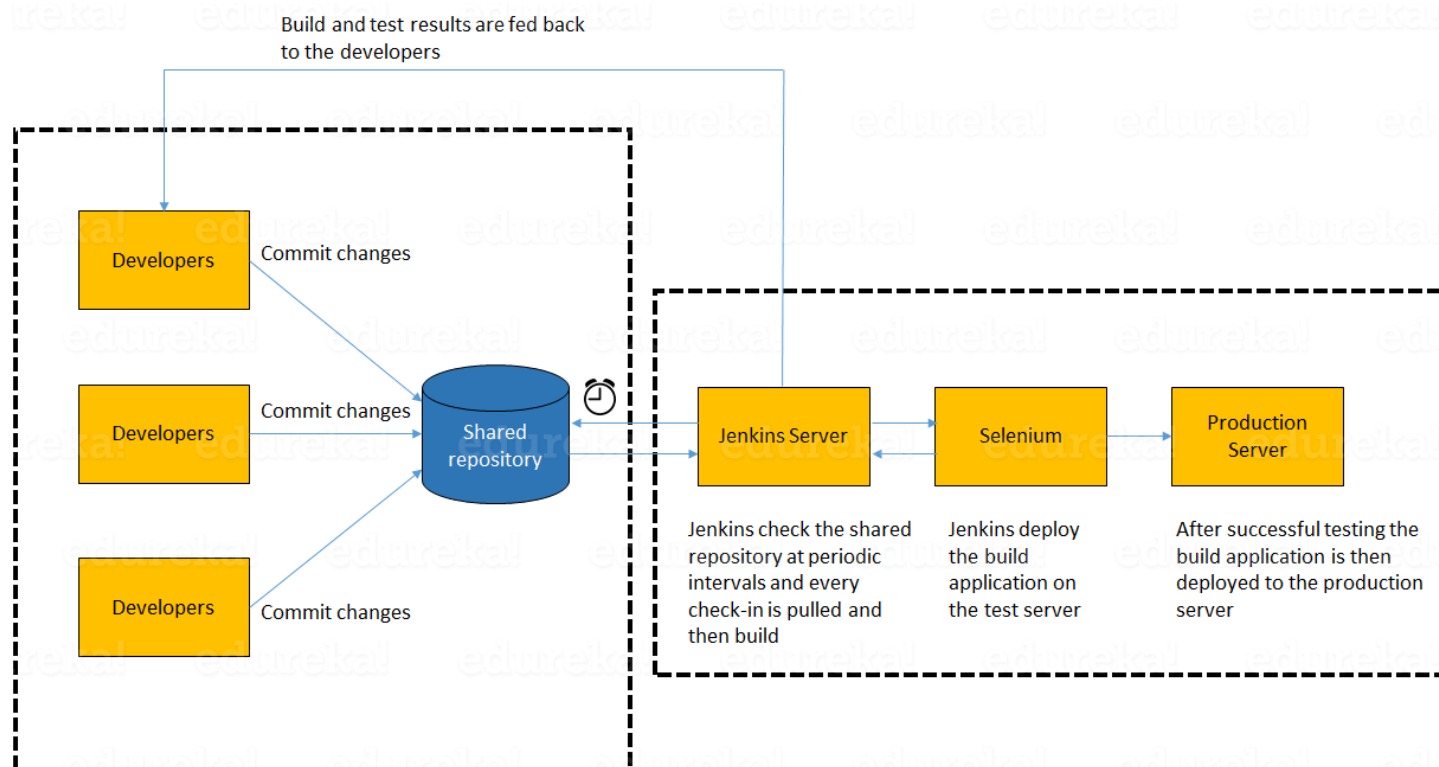 Build and test results are fed back
to the developers
Developers
Commit changes
Developers
Commit changes
Developers
Commit changes
Shared
repository
Jenkins Server
Selenium
Production
Server
Jenkins check the shared
repository at periodic
intervals and every
check-in is pulled and
then build
Jenkins deploy
the build
application on
the test server
After successful testing the
build application is then
deployed to the production
server
edureka!